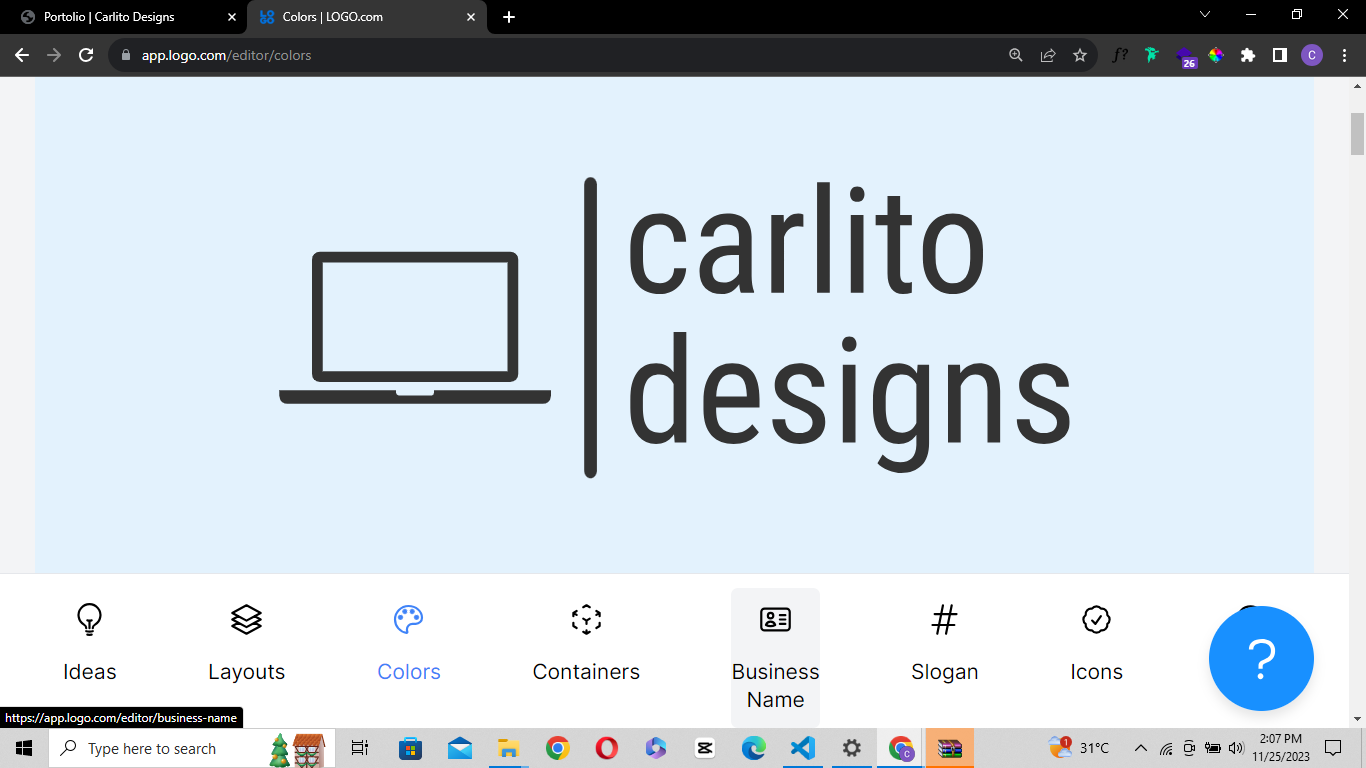 Portolio | Carlito Designs
Colors | LOGO.com
app.logo.com/editor/colors
f?
26
C
carlito
designs
Ideas
Layouts
Colors
Containers
Business
Name
#
Slogan
Icons
?
https://app.logo.com/editor/business-name
Type here to search
1
31°C
2:07 PM
11/25/2023